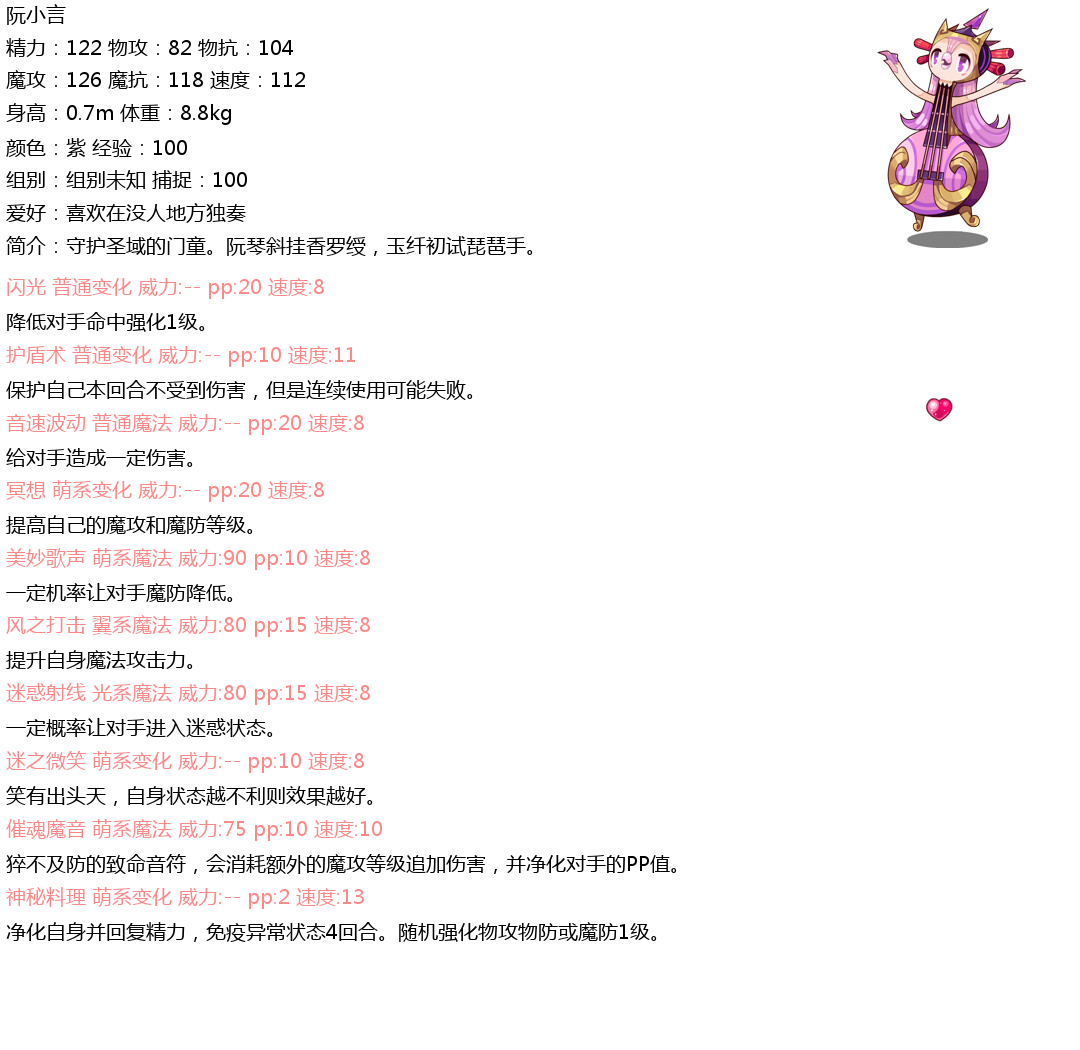 阮小言
精力：122 物攻：82 物抗：104
魔攻：126 魔抗：118 速度：112
身高：0.7m 体重：8.8kg
颜色：紫 经验：100
组别：组别未知 捕捉：100
爱好：喜欢在没人地方独奏
简介：守护圣域的门童。阮琴斜挂香罗绶，玉纤初试琵琶手。
闪光 普通变化 威力:-- pp:20 速度:8
降低对手命中强化1级。
护盾术 普通变化 威力:-- pp:10 速度:11
保护自己本回合不受到伤害，但是连续使用可能失败。
音速波动 普通魔法 威力:-- pp:20 速度:8
给对手造成一定伤害。
冥想 萌系变化 威力:-- pp:20 速度:8
提高自己的魔攻和魔防等级。
美妙歌声 萌系魔法 威力:90 pp:10 速度:8
一定机率让对手魔防降低。
风之打击 翼系魔法 威力:80 pp:15 速度:8
提升自身魔法攻击力。
迷惑射线 光系魔法 威力:80 pp:15 速度:8
一定概率让对手进入迷惑状态。
迷之微笑 萌系变化 威力:-- pp:10 速度:8
笑有出头天，自身状态越不利则效果越好。
催魂魔音 萌系魔法 威力:75 pp:10 速度:10
猝不及防的致命音符，会消耗额外的魔攻等级追加伤害，并净化对手的PP值。
神秘料理 萌系变化 威力:-- pp:2 速度:13
净化自身并回复精力，免疫异常状态4回合。随机强化物攻物防或魔防1级。